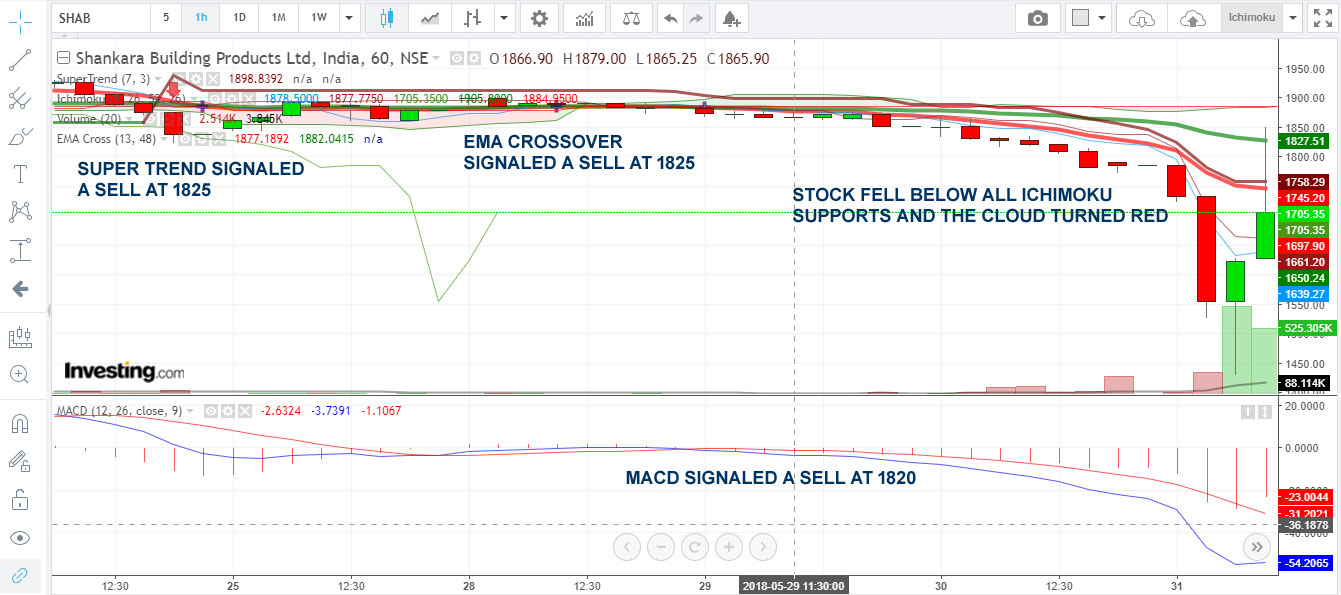 SHAB 5 1h 1D 1M 1W Ichimoku
Shankara Building Products Ltd, India, 60, NSE O1866.90 H1879.00 L1865.25 C1865.90
SuperTrend (7, 3) 1898.8392 n/a n/a
1878.5000 1877.7750 1705.3500 1884.9500
Volume (20) 2.514K 3.845K
EMA Cross (13, 48) 1877.1892 1882.0415 n/a
SUPER TREND SIGNALED
A SELL AT 1825
EMA CROSSOVER
SIGNALED A SELL AT 1825
STOCK FELL BELOW ALL ICHIMOKU
SUPPORTS AND THE CLOUD TURNED RED
1950.00
1900.00
1850.00
1827.51
1800.00
1758.29
1745.20
1705.35
1705.35
1697.90
1661.20
1650.24
1639.27
1550.00
525.305K
1450.00
88.114K
Investing.com
MACD (12, 26, close, 9) -2.6324 -3.7391 -1.1067
20.0000
0.0000
MACD SIGNALED A SELL AT 1820
-23.0044
-31.2021
-36.1878
-54.2065
12:30 25 12:30 28 12:30 29 2018-05-29 11:30:00 30 12:30 31